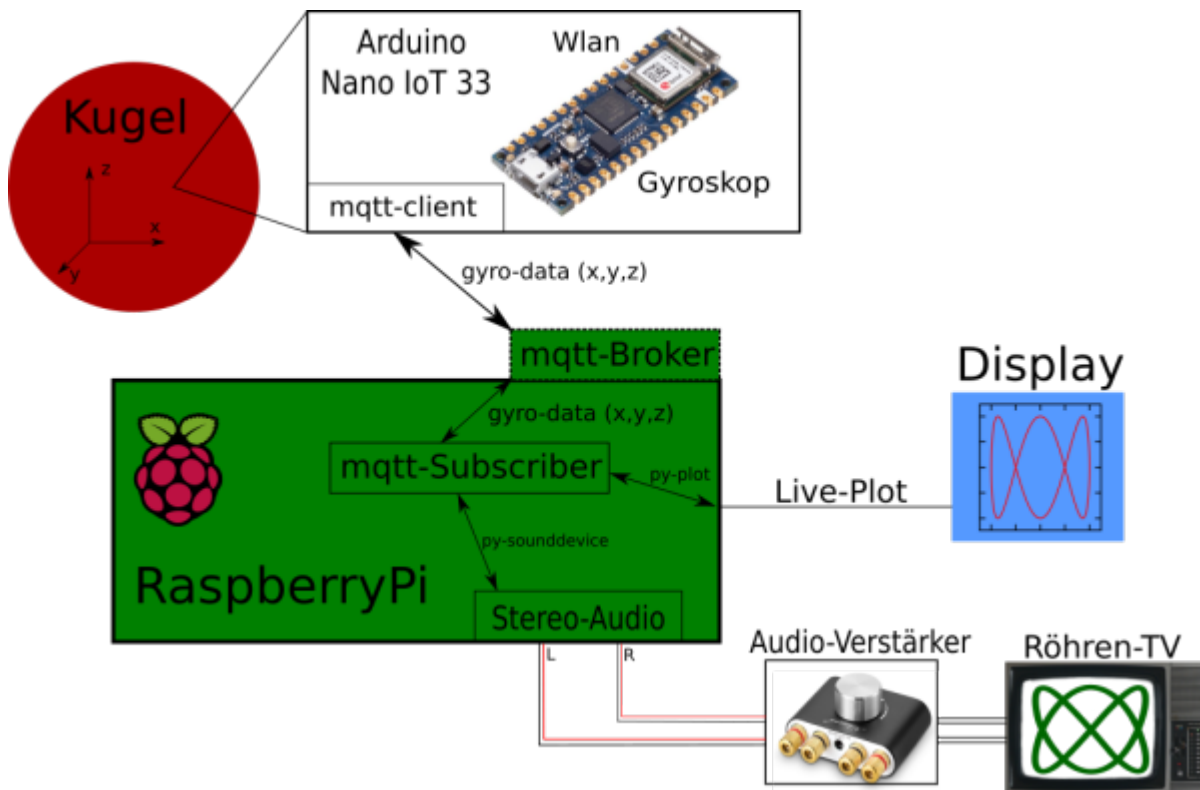 Arduino
Nano IoT 33
Wlan
Gyroskop
mqtt-client
Kugel
z
x
y
gyro-data (x,y,z)
mqtt-Broker
gyro-data (x,y,z)
mqtt-Subscriber
py-plot
py-sounddevice
RaspberryPi
Stereo-Audio
L
R
Display
Live-Plot
Audio-Verstärker
Röhren-TV